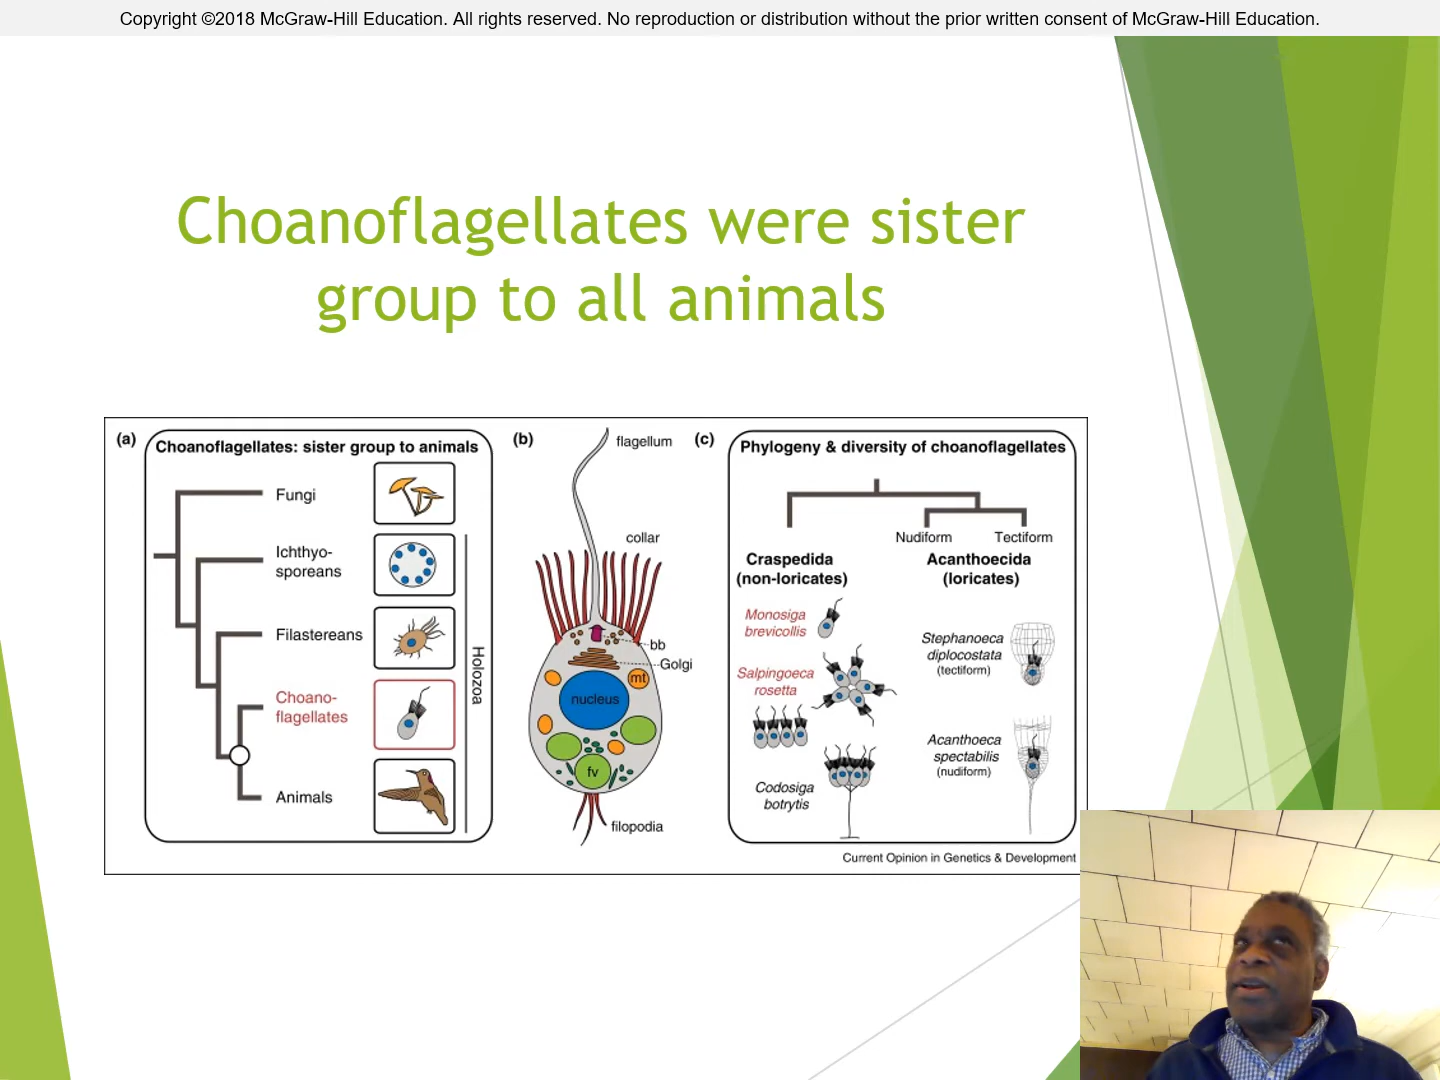 Copyright ©2018 McGraw-Hill Education. All rights reserved. No reproduction or distribution without the prior written consent of McGraw-Hill Education.
Choanoflagellates were sister
group to all animals
(a)
Choanoflagellates: sister group to animals
Fungi
Ichthyo-
sporeans
Filastereans
Choano-
flagellates
Animals
Holozoa
(b)
flagellum
collar
bb
Golgi
mt
nucleus
fv
filopodia
(c)
Phylogeny & diversity of choanoflagellates
Nudiform
Tectiform
Craspedida
(non-loricates)
Acanthoecida
(loricates)
Monosiga
brevicollis
Salpingoeca
rosetta
Codosiga
botrytis
Stephanoeca
diplocostata
(tectiform)
Acanthoeca
spectabilis
(nudiform)
Current Opinion in Genetics & Development